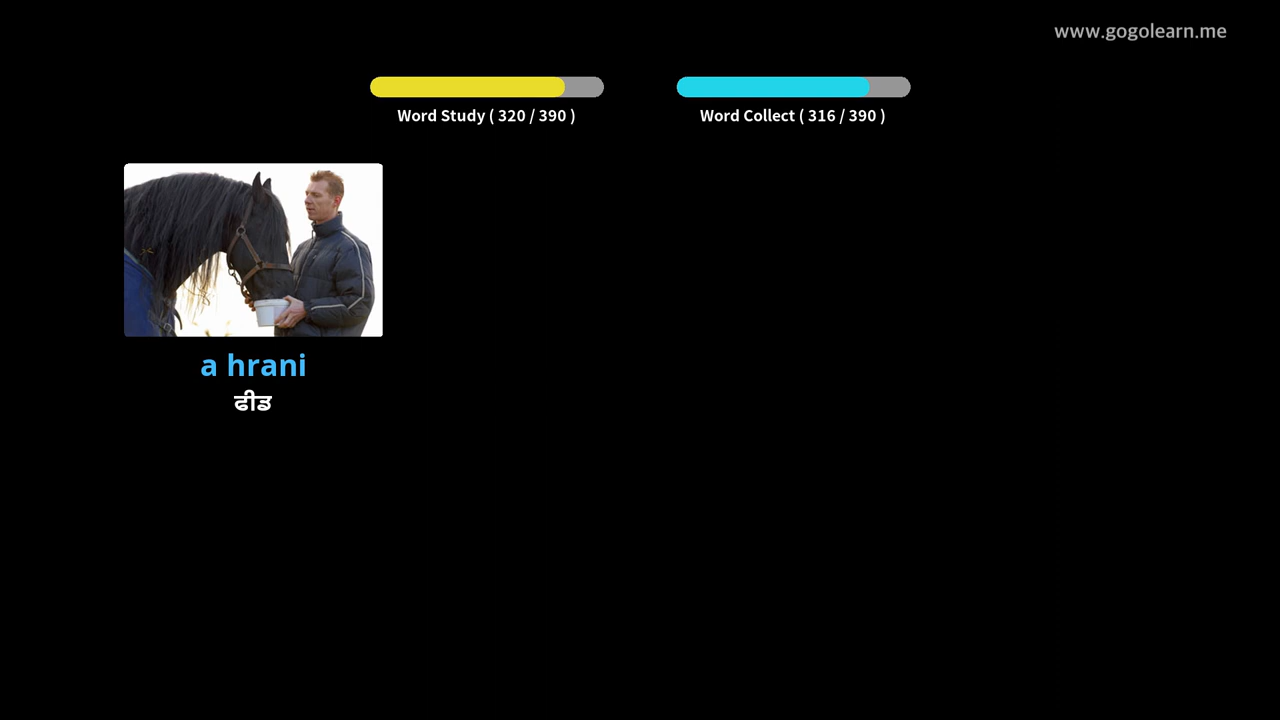 www.gogolearn.me
Word Study ( 320 / 390 )
Word Collect ( 316 / 390 )
a hrani
ਫੀਡ